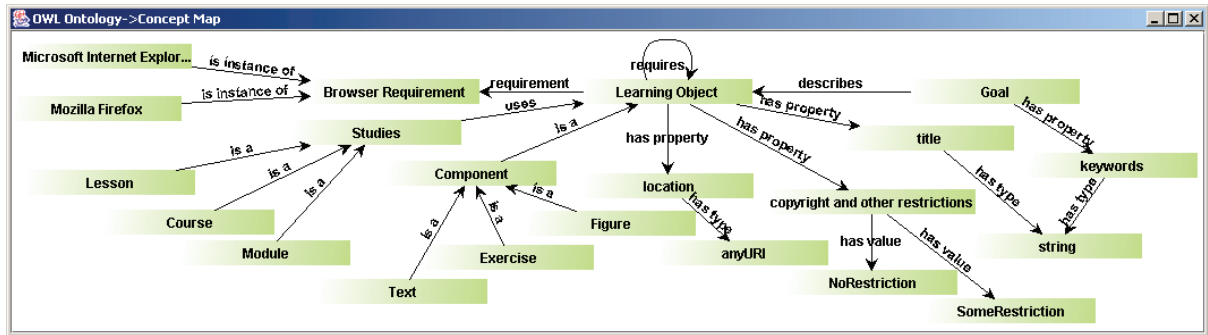 OWL Ontology->Concept Map
Microsoft Internet Explor...
is instance of
requires
Mozilla Firefox
is instance of
Browser Requirement
requirement
Learning Object
describes
Goal
uses
has property
has property
Studies
is a
has property
has property
title
is a
Component
keywords
Lesson
is a
is a
is a
location
has type
has type
has type
copyright and other restrictions
Course
is a
is a
Figure
Module
Exercise
anyURI
has value
has value
string
Text
NoRestriction
SomeRestriction